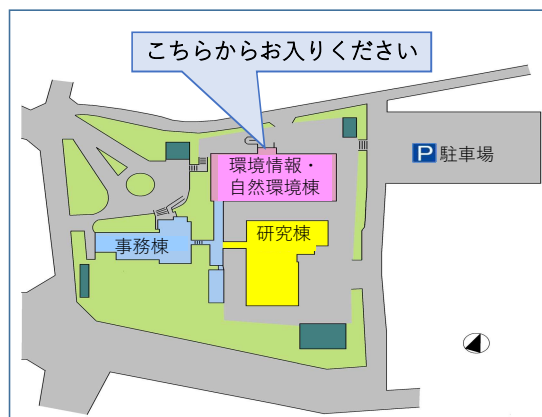 こちらからお入りください
P 駐車場
環境情報・
自然環境棟
研究棟
事務棟